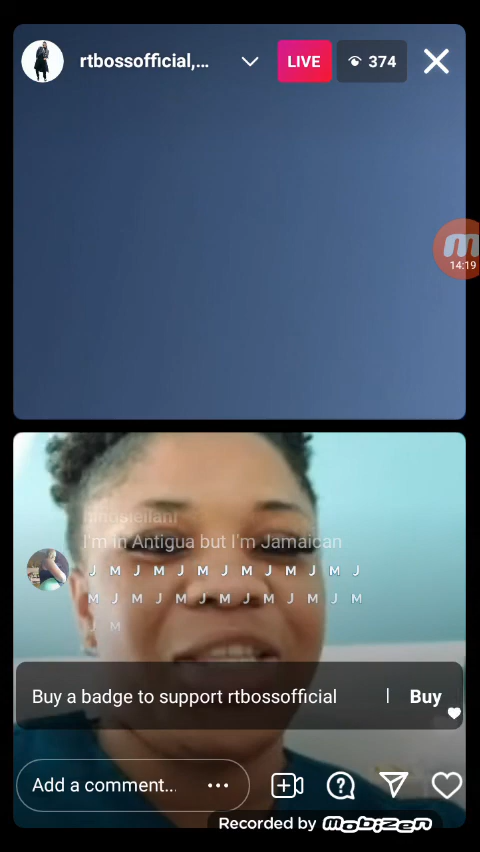 rtbossofficial,...
LIVE
374
14:19
I'm in Antigua but I'm Jamaican
J M J M J M J M J M J M J
M J M J M J M J M J M J M
J M
Buy a badge to support rtbossofficial | Buy
Add a comment...
Recorded by mobizen